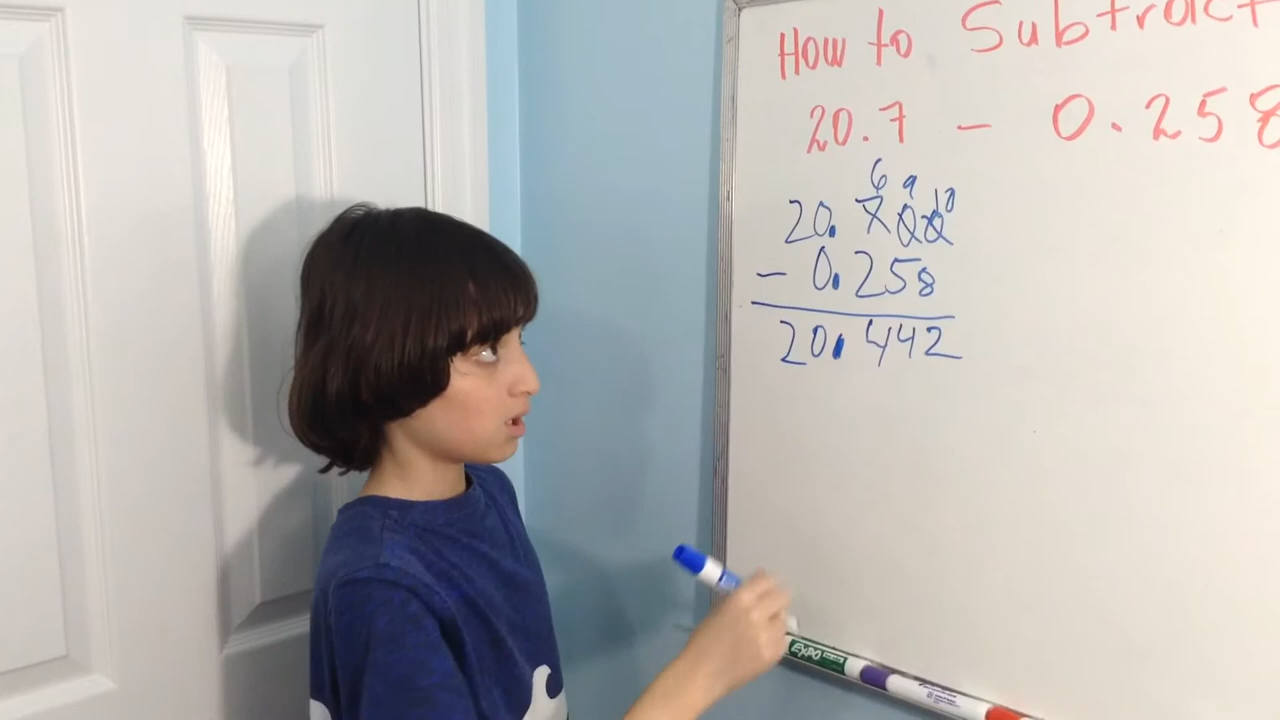 How to Subtract
20.7 - 0.258
6 9 10
20.700
- 0.258
20.442
EXPO